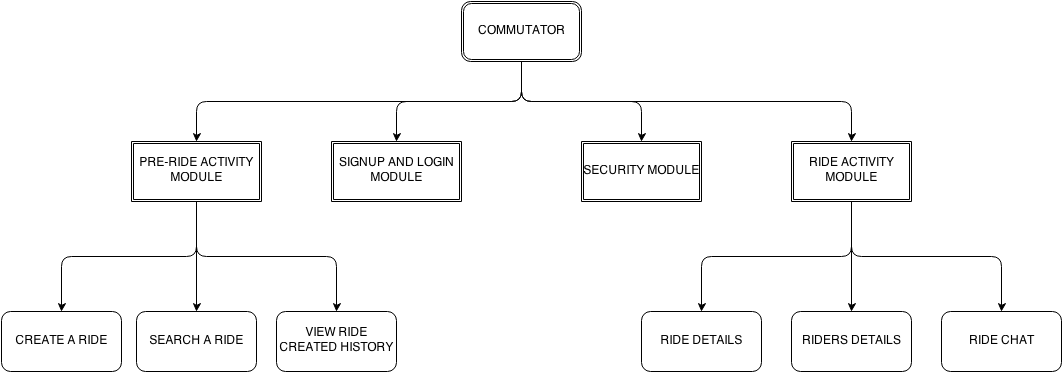 COMMUTATOR
PRE-RIDE ACTIVITY
MODULE
SIGNUP AND LOGIN
MODULE
SECURITY MODULE
RIDE ACTIVITY
MODULE
CREATE A RIDE
SEARCH A RIDE
VIEW RIDE
CREATED HISTORY
RIDE DETAILS
RIDERS DETAILS
RIDE CHAT